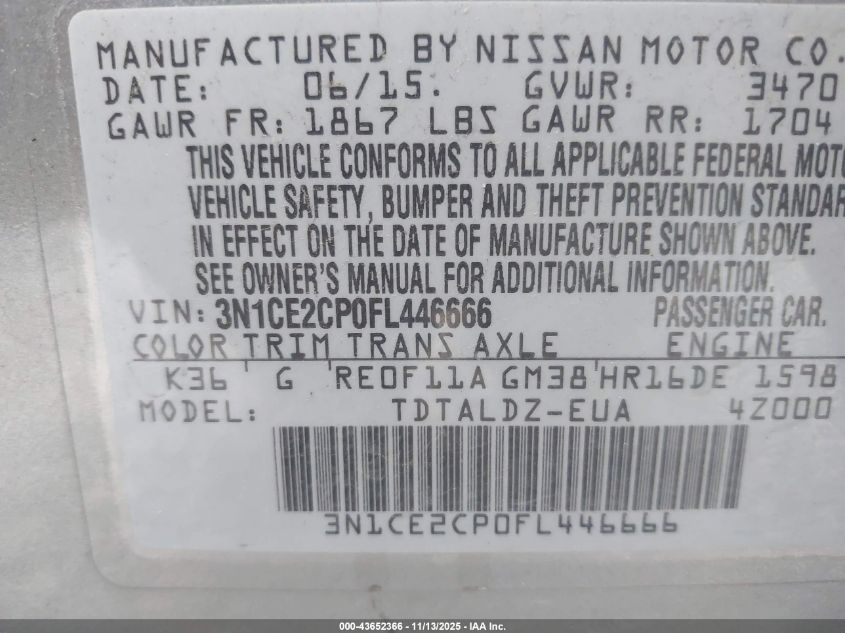 MANUFACTURED BY NISSAN MOTOR CO.
DATE: 06/15. GVWR: 3470
GAWR FR: 1867 LBS GAWR RR: 1704
THIS VEHICLE CONFORMS TO ALL APPLICABLE FEDERAL MOTO
VEHICLE SAFETY, BUMPER AND THEFT PREVENTION STANDAR
IN EFFECT ON THE DATE OF MANUFACTURE SHOWN ABOVE.
SEE OWNER'S MANUAL FOR ADDITIONAL INFORMATION.
VIN: 3N1CE2CP0FL446666 PASSENGER CAR.
COLOR TRIM TRANS AXLE ENGINE
K36 ' G 'RE0F11A GM38'HR16DE 1598
MODEL: TDTALDZ-EUA 4Z000
3N1CE2CP0FL446666
000-43652366 - 11/13/2025 - IAA Inc.